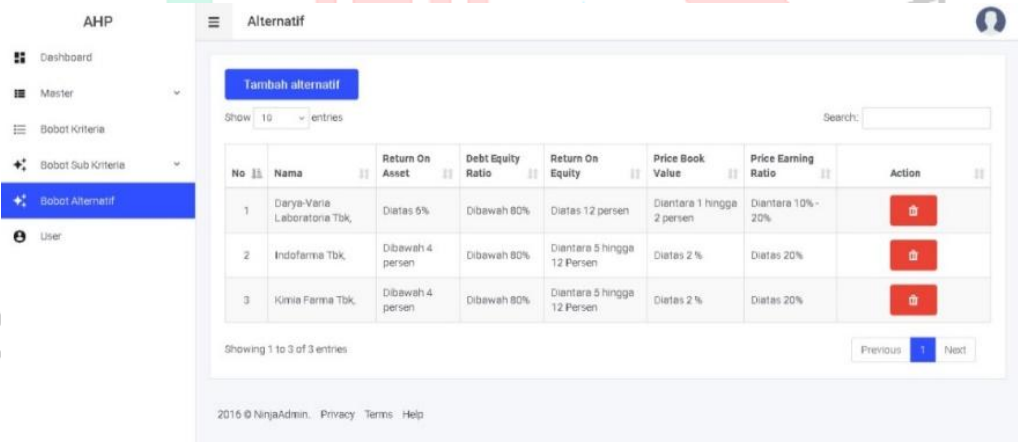 AHP
Alternatif
Dashboard
Master
Bobot Kriteria
Bobot Sub Kriteria
Bobot Alternatif
User
Tambah alternatif
Show 10 entries
Search:
No Nama Return On Asset Debt Equity Ratio Return On Equity Price Book Value Price Earning Ratio Action
1 Darya-Varia Laboratoria Tbk, Diatas 6% Dibawah 80% Diatas 12 persen Diantara 1 hingga 2 persen Diantara 10% - 20%
2 Indofarma Tbk, Dibawah 4 persen Dibawah 80% Diantara 5 hingga 12 Persen Diatas 2 % Diatas 20%
3 Kimia Farma Tbk, Dibawah 4 persen Dibawah 80% Diantara 5 hingga 12 Persen Diatas 2 % Diatas 20%
Showing 1 to 3 of 3 entries
Previous 1 Next
2016 © NinjaAdmin. Privacy Terms Help